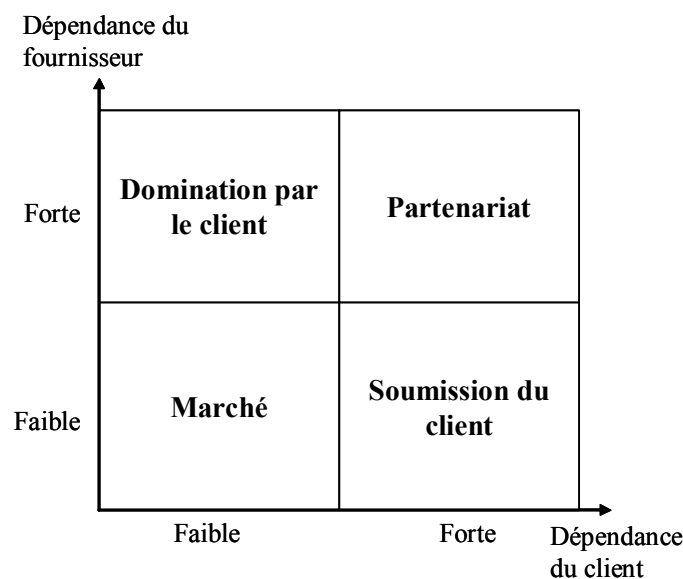 Dépendance du
fournisseur
Forte
Domination par
le client
Partenariat
Faible
Marché
Soumission du
client
Faible
Forte
Dépendance
du client